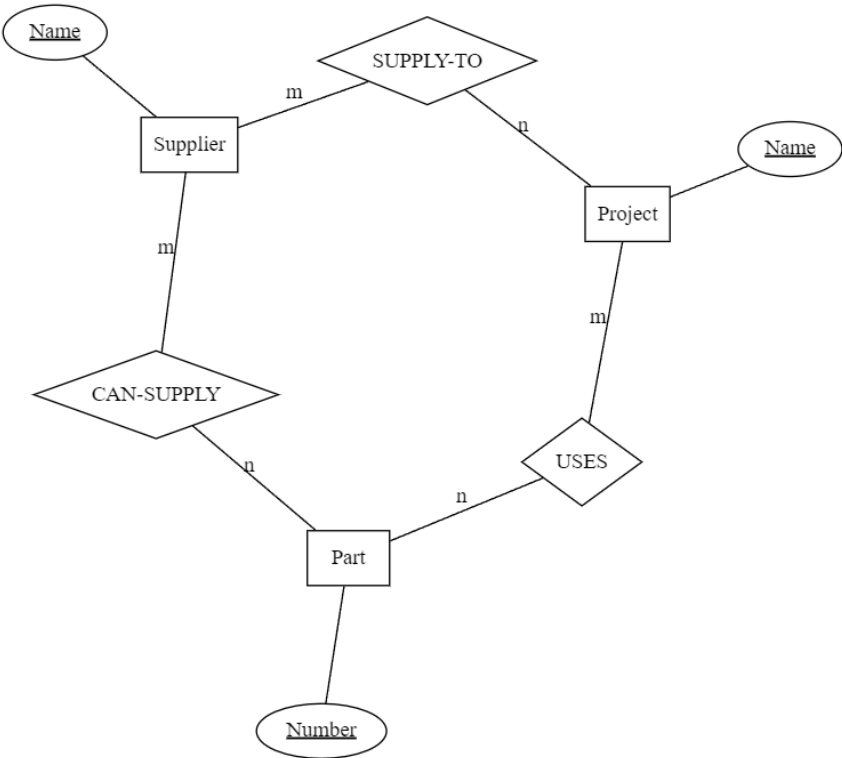 Name
SUPPLY-TO
m
n
Supplier
Name
Project
m
m
CAN-SUPPLY
USES
n
n
Part
Number